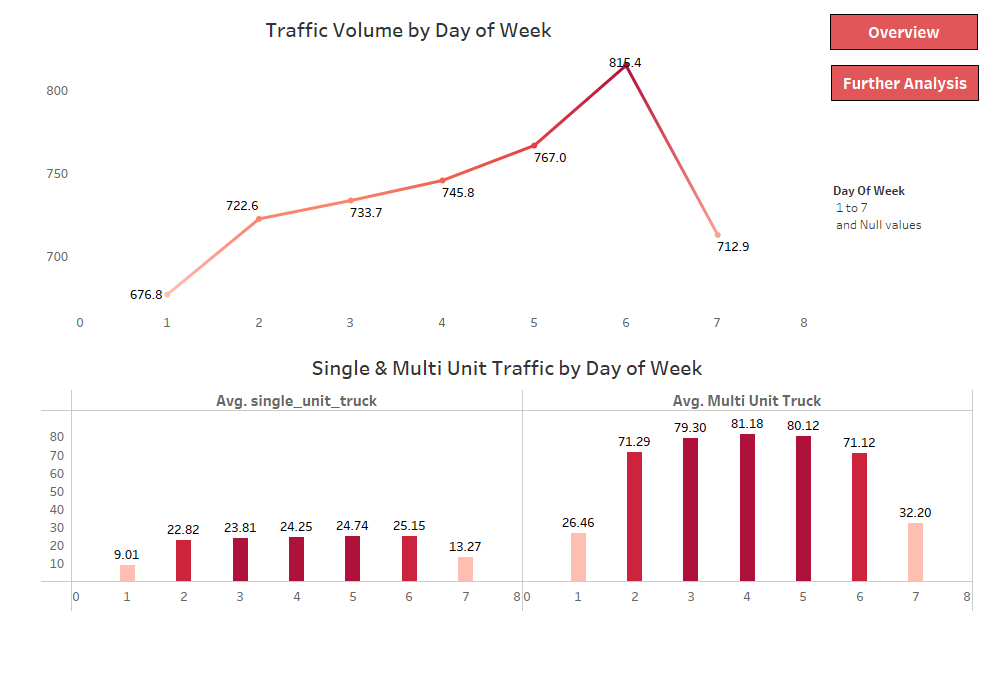 Traffic Volume by Day of Week
Overview
Further Analysis
800
750
700
815.4
767.0
745.8
733.7
722.6
712.9
676.8
0 1 2 3 4 5 6 7 8
Day Of Week
1 to 7
and Null values
Single & Multi Unit Traffic by Day of Week
Avg. single_unit_truck
Avg. Multi Unit Truck
80
70
60
50
40
30
20
10
9.01 22.82 23.81 24.25 24.74 25.15 13.27
26.46 71.29 79.30 81.18 80.12 71.12 32.20
0 1 2 3 4 5 6 7 8
0 1 2 3 4 5 6 7 8